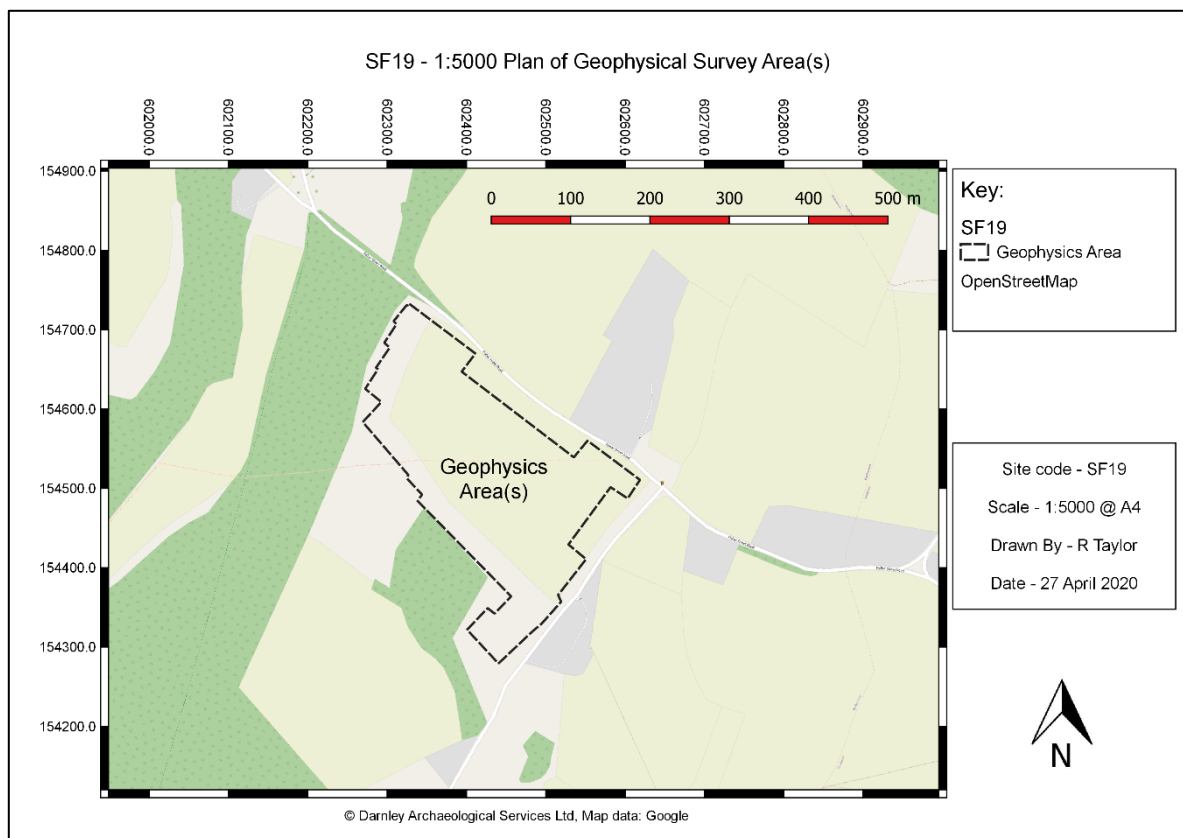 SF19 - 1:5000 Plan of Geophysical Survey Area(s)
602000.0
602100.0
602200.0
602300.0
602400.0
602500.0
602600.0
602700.0
602800.0
602900.0
154900.0
154800.0
154700.0
154600.0
154500.0
154400.0
154300.0
154200.0
0 100 200 300 400 500 m
Geophysics
Area(s)
Key:
SF19
Geophysics Area
OpenStreetMap
Site code - SF19
Scale - 1:5000 @ A4
Drawn By - R Taylor
Date - 27 April 2020
N
© Darnley Archaeological Services Ltd, Map data: Google